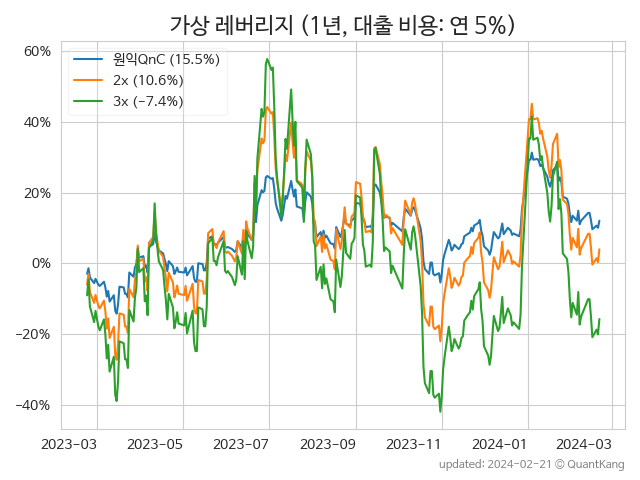 가상 레버리지 (1년, 대출 비용: 연 5%)
원익QnC (15.5%)
2x (10.6%)
3x (−7.4%)
60%
40%
20%
0%
−20%
−40%
2023-03 2023-05 2023-07 2023-09 2023-11 2024-01 2024-03
updated: 2024-02-21 © QuantKang